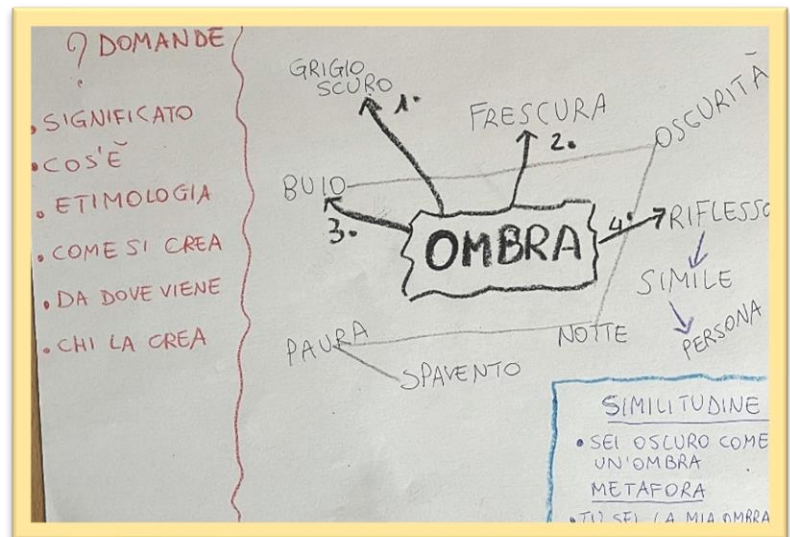 ? DOMANDE
• SIGNIFICATO
• COS'È
• ETIMOLOGIA
• COME SI CREA
• DA DOVE VIENE
• CHI LA CREA
GRIGIO
SCURO
1.
FRESCURA
2.
OSCURITÀ
BUIO
3.
OMBRA
4.
RIFLESSO
SIMILE
PERSONA
PAURA
SPAVENTO
NOTTE
SIMILITUDINE
• SEI OSCURO COME
UN'OMBRA
METAFORA
• TU SEI LA MIA OMBRA